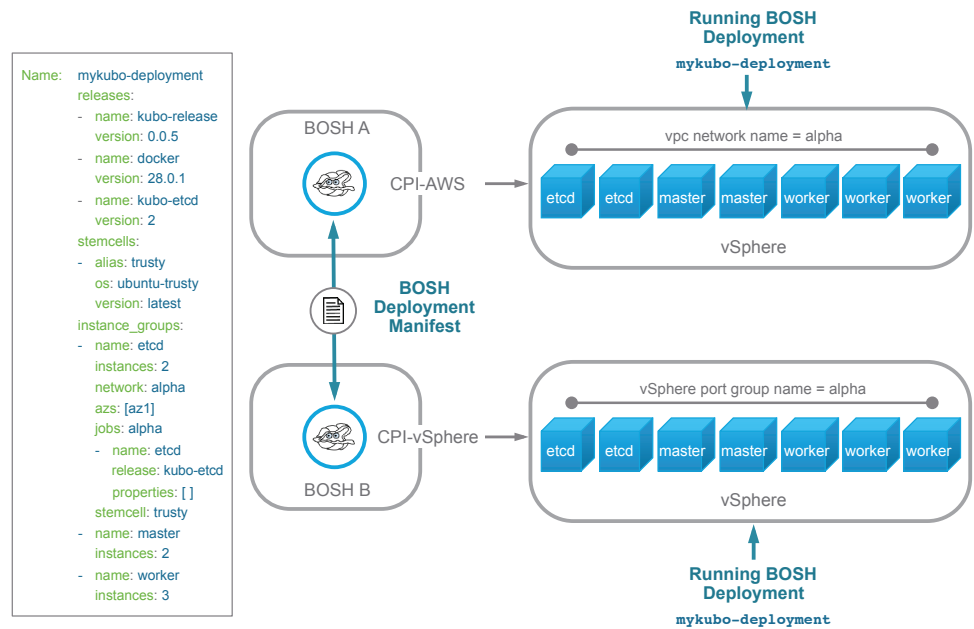 Name: mykubo-deployment
releases:
- name: kubo-release
version: 0.0.5
- name: docker
version: 28.0.1
- name: kubo-etcd
version: 2
stemcells:
- alias: trusty
os: ubuntu-trusty
version: latest
instance_groups:
- name: etcd
instances: 2
network: alpha
azs: [az1]
jobs: alpha
- name: etcd
release: kubo-etcd
properties: [ ]
stemcell: trusty
- name: master
instances: 2
- name: worker
instances: 3
BOSH A
CPI-AWS
BOSH
Deployment
Manifest
CPI-vSphere
BOSH B
Running BOSH
Deployment
mykubo-deployment
vpc network name = alpha
etcd etcd master master worker worker worker
vSphere
vSphere port group name = alpha
etcd etcd master master worker worker worker
vSphere
Running BOSH
Deployment
mykubo-deployment